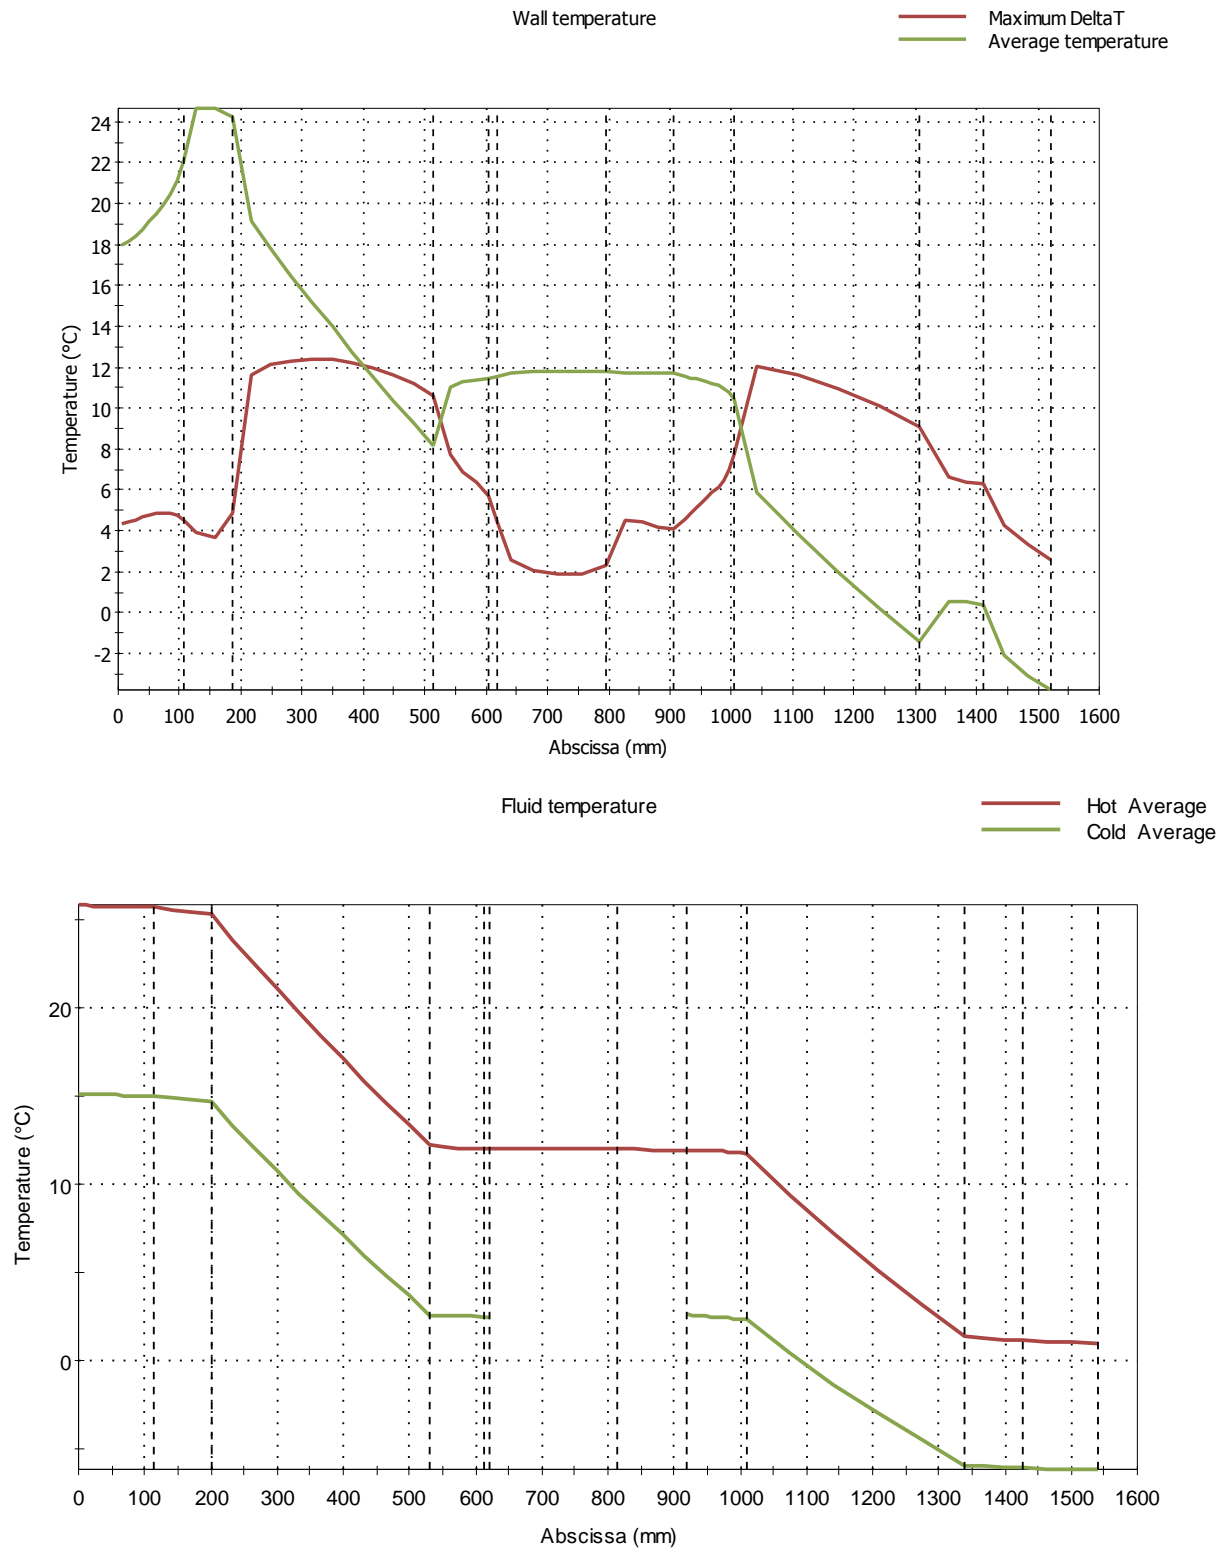 Wall temperature
Maximum DeltaT
Average temperature
24
22
20
18
16
14
12
10
8
6
4
2
0
-2
Temperature (°C)
0 100 200 300 400 500 600 700 800 900 1000 1100 1200 1300 1400 1500 1600
Abscissa (mm)
Fluid temperature
Hot Average
Cold Average
20
10
0
Temperature (°C)
0 100 200 300 400 500 600 700 800 900 1000 1100 1200 1300 1400 1500 1600
Abscissa (mm)